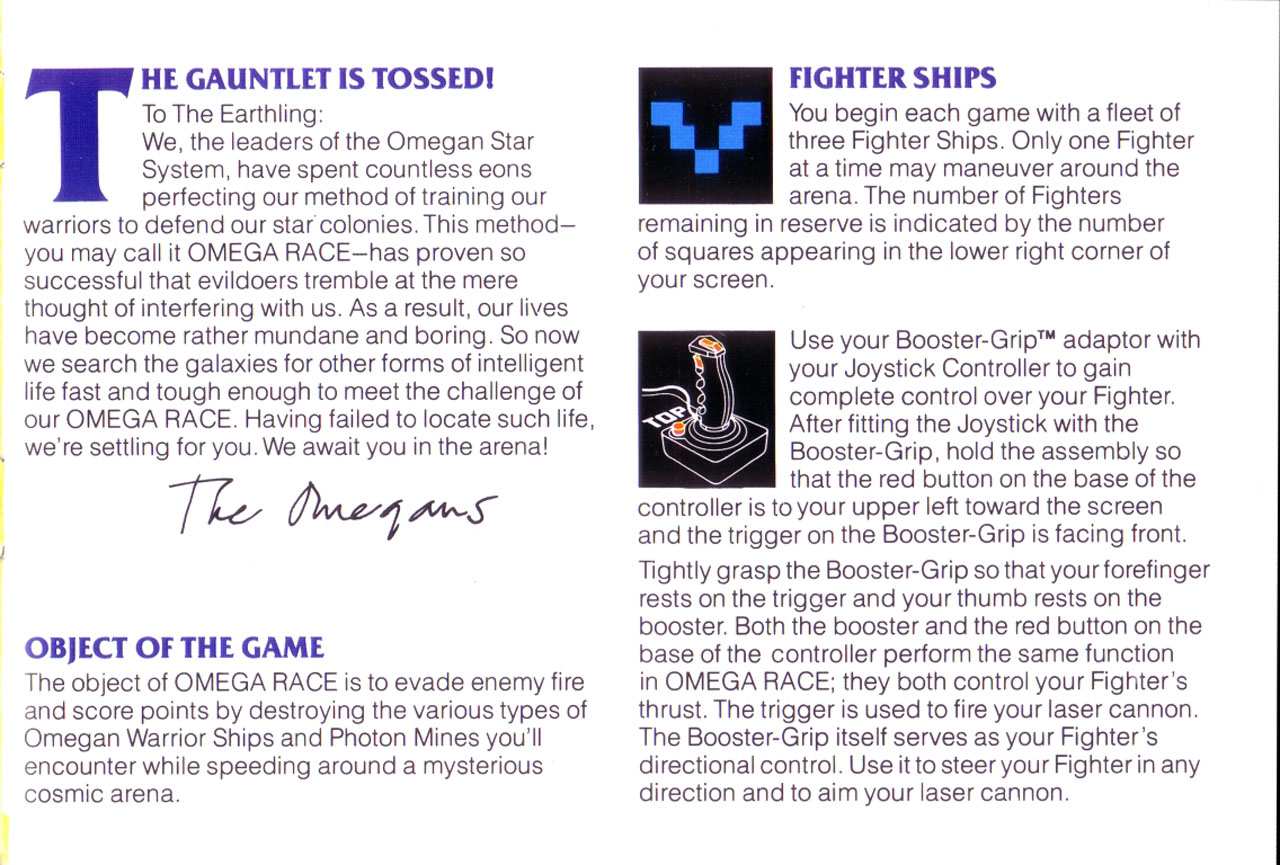 THE GAUNTLET IS TOSSED!
To The Earthling:
We, the leaders of the Omegan Star
System, have spent countless eons
perfecting our method of training our
warriors to defend our star colonies. This method–
you may call it OMEGA RACE–has proven so
successful that evildoers tremble at the mere
thought of interfering with us. As a result, our lives
have become rather mundane and boring. So now
we search the galaxies for other forms of intelligent
life fast and tough enough to meet the challenge of
our OMEGA RACE. Having failed to locate such life,
we're settling for you. We await you in the arena!
The Omegans
OBJECT OF THE GAME
The object of OMEGA RACE is to evade enemy fire
and score points by destroying the various types of
Omegan Warrior Ships and Photon Mines you'll
encounter while speeding around a mysterious
cosmic arena.
FIGHTER SHIPS
You begin each game with a fleet of
three Fighter Ships. Only one Fighter
at a time may maneuver around the
arena. The number of Fighters
remaining in reserve is indicated by the number
of squares appearing in the lower right corner of
your screen.
TOP
Use your Booster-Grip™ adaptor with
your Joystick Controller to gain
complete control over your Fighter.
After fitting the Joystick with the
Booster-Grip, hold the assembly so
that the red button on the base of the
controller is to your upper left toward the screen
and the trigger on the Booster-Grip is facing front.
Tightly grasp the Booster-Grip so that your forefinger
rests on the trigger and your thumb rests on the
booster. Both the booster and the red button on the
base of the controller perform the same function
in OMEGA RACE; they both control your Fighter's
thrust. The trigger is used to fire your laser cannon.
The Booster-Grip itself serves as your Fighter's
directional control. Use it to steer your Fighter in any
direction and to aim your laser cannon.